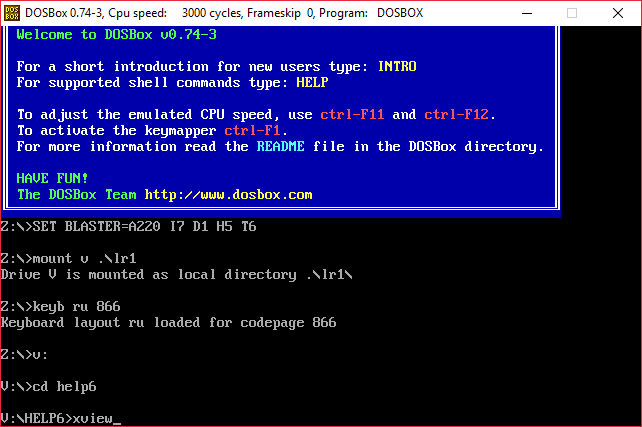 DOSBox 0.74-3, Cpu speed: 3000 cycles, Frameskip 0, Program: DOSBOX
Welcome to DOSBox v0.74-3
For a short introduction for new users type: INTRO
For supported shell commands type: HELP
To adjust the emulated CPU speed, use ctrl-F11 and ctrl-F12.
To activate the keymapper ctrl-F1.
For more information read the README file in the DOSBox directory.
HAVE FUN!
The DOSBox Team http://www.dosbox.com
Z:\>SET BLASTER=A220 I7 D1 H5 T6
Z:\>mount v .\lr1
Drive V is mounted as local directory .\lr1\
Z:\>keyb ru 866
Keyboard layout ru loaded for codepage 866
Z:\>v:
V:\>cd help6
V:\HELP6>xview_